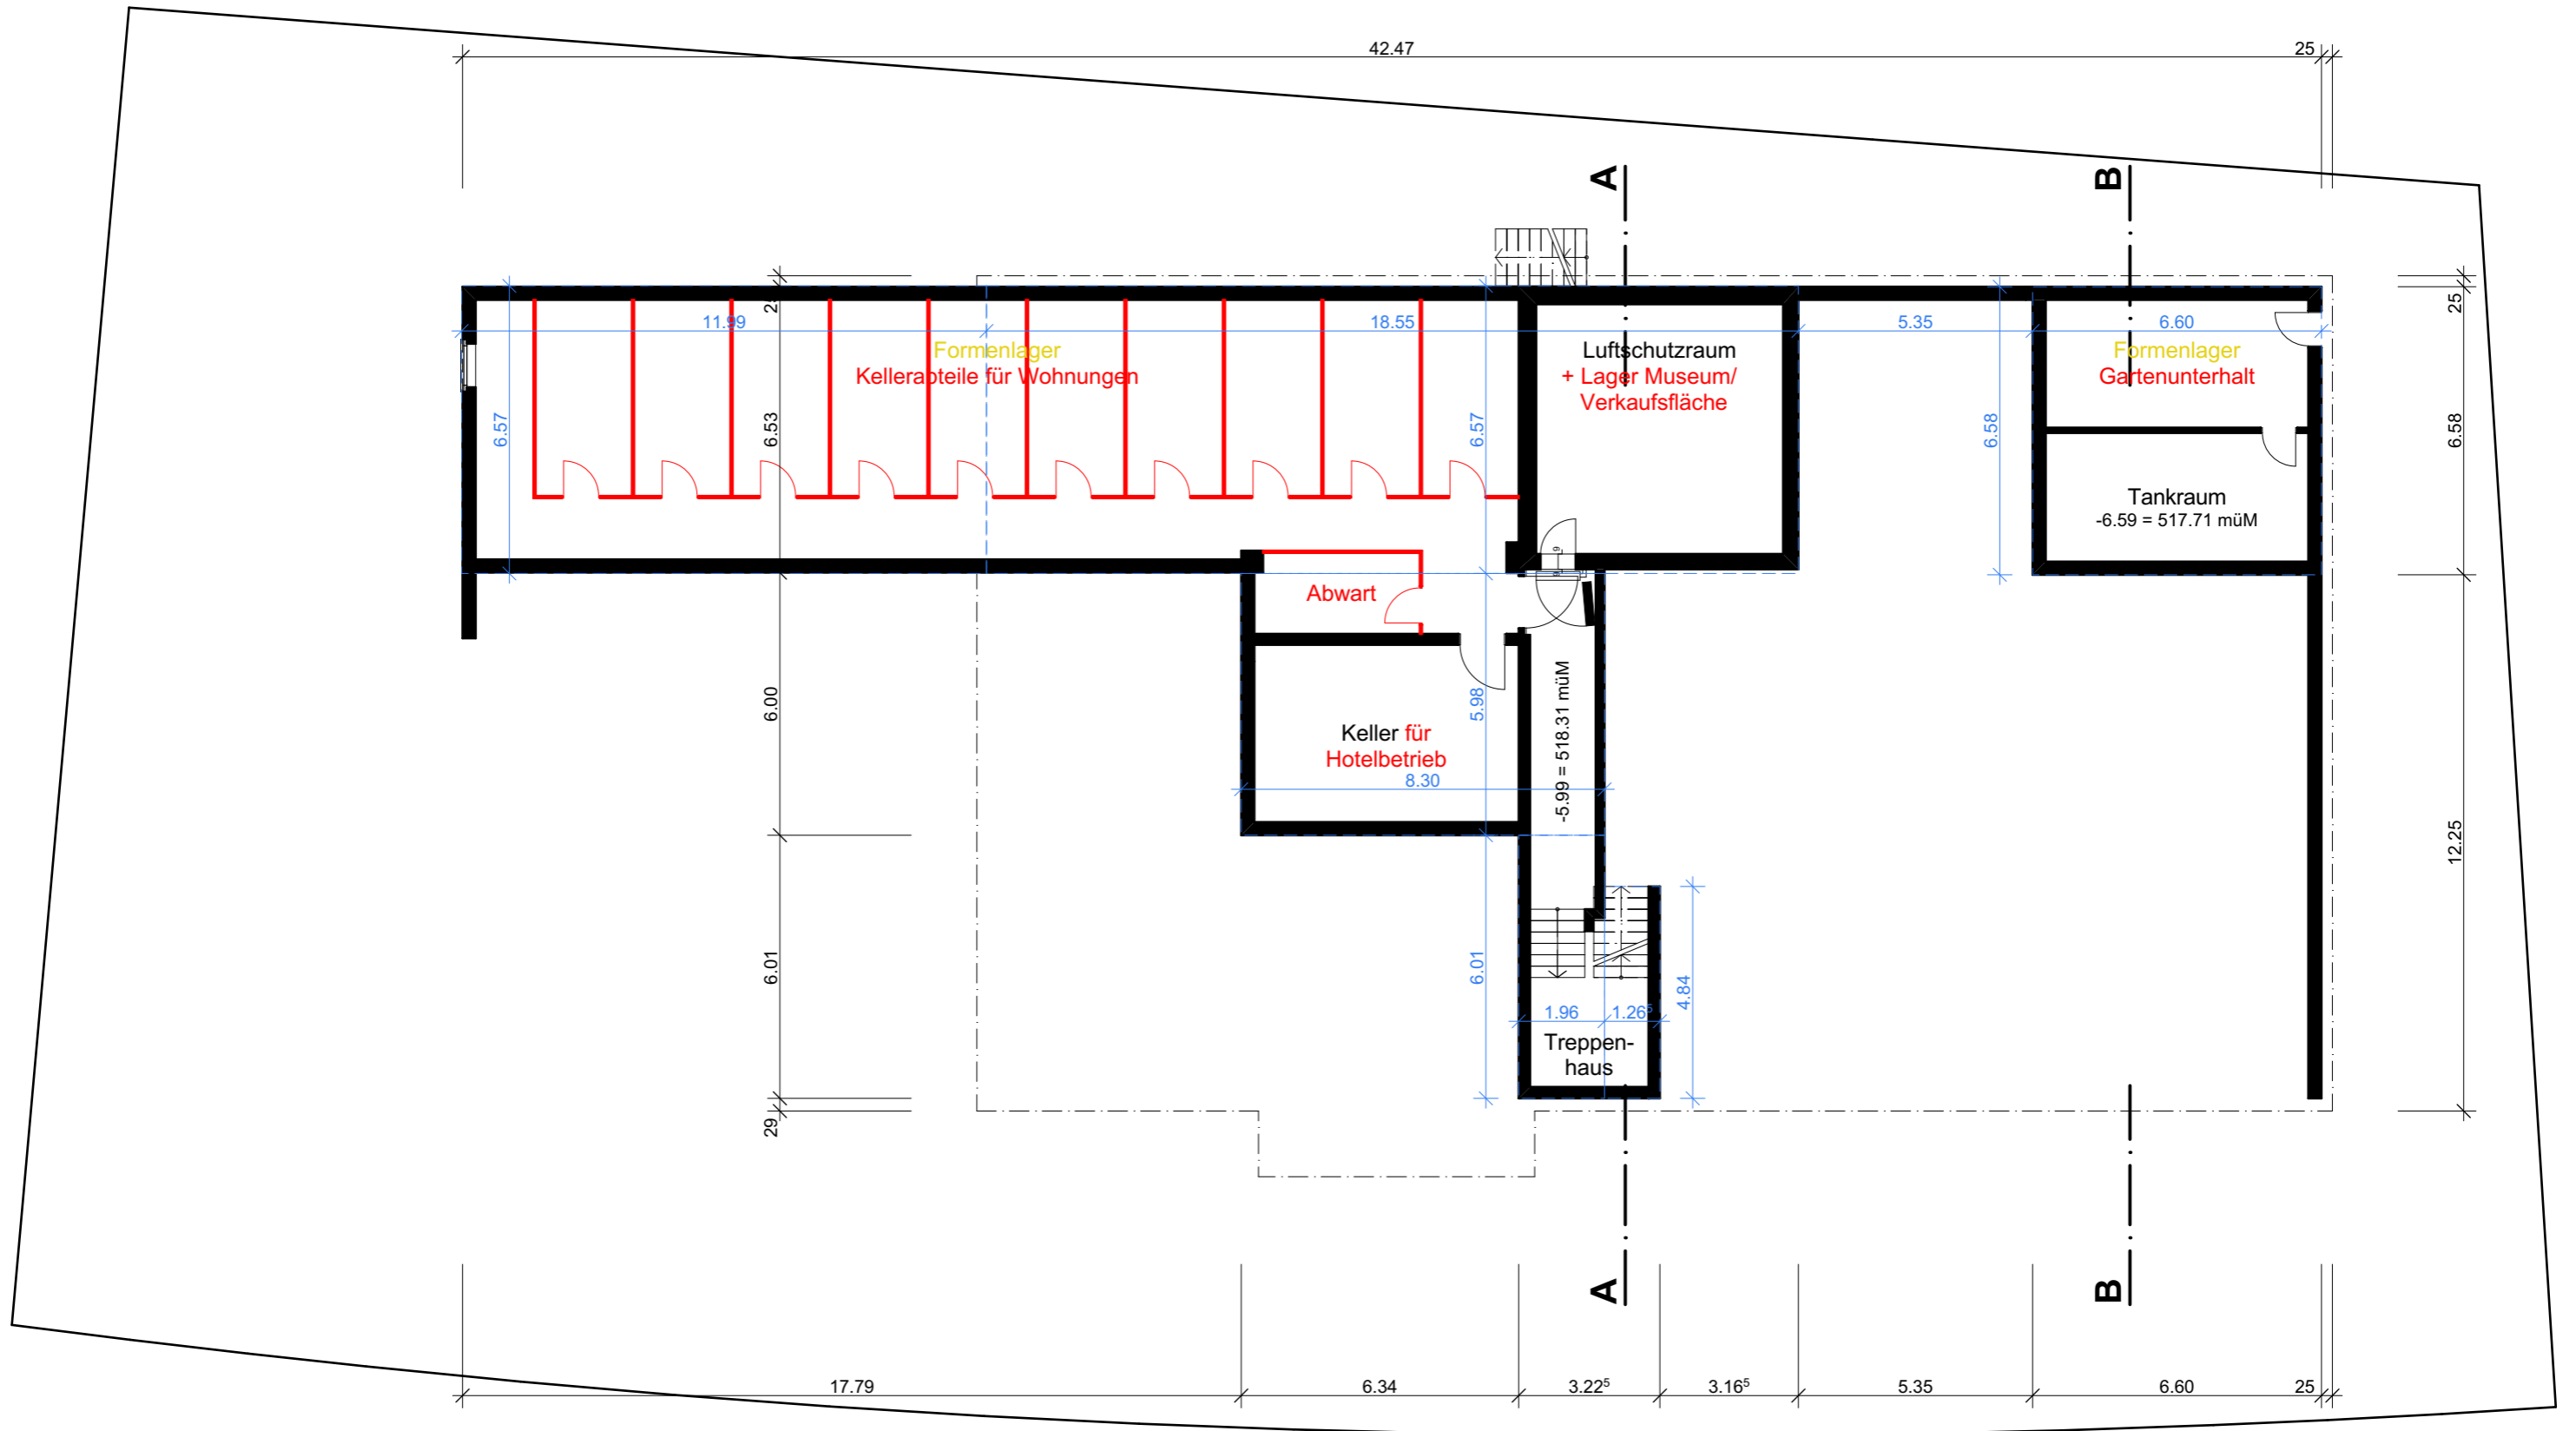 42.47
25
A
B
25
11.99
18.55
5.35
6.60
Formenlager
Kellerabteile für Wohnungen
Luftschutzraum
+ Lager Museum/
Verkaufsfläche
Formenlager
Gartenunterhalt
6.57
6.53
6.57
6.58
6.58
Tankraum
-6.59 = 517.71 müM
Abwart
6.00
5.98
-5.99 = 518.31 müM
Keller für
Hotelbetrieb
8.30
12.25
6.01
6.01
4.84
1.96
1.26⁵
Treppen-
haus
29
A
B
17.79
6.34
3.22⁵
3.16⁵
5.35
6.60
25